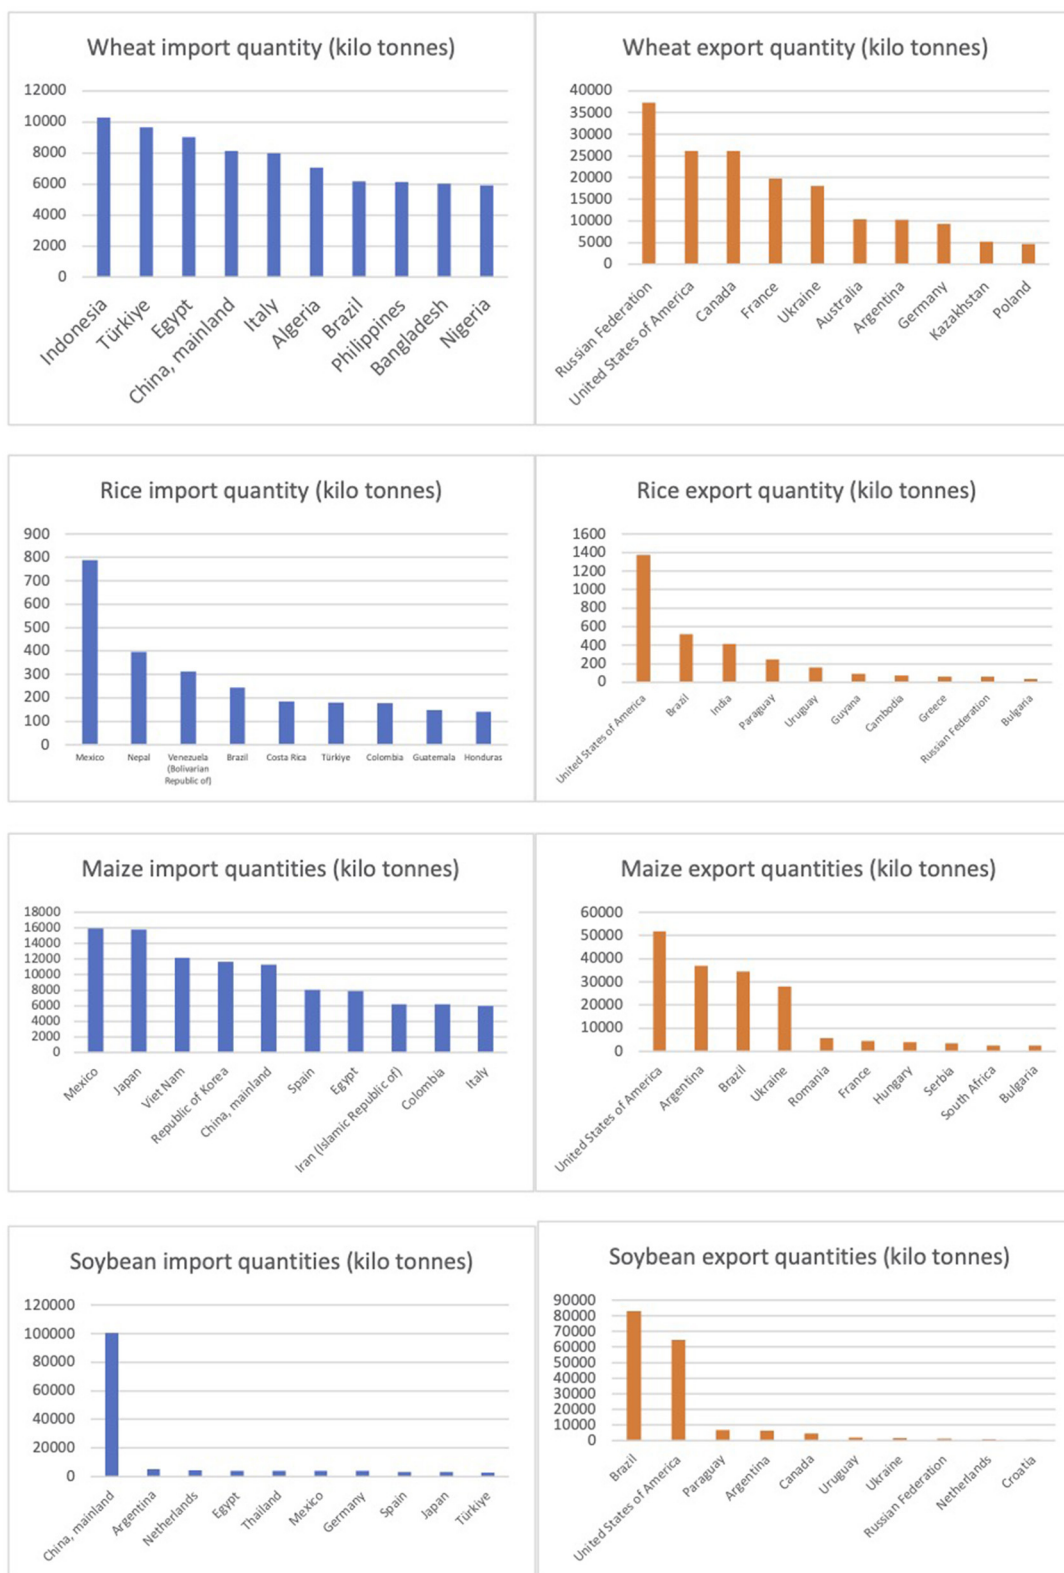 Wheat import quantity (kilo tonnes)
12000
10000
8000
6000
4000
2000
0
Indonesia
Türkiye
Egypt
China, mainland
Italy
Algeria
Brazil
Philippines
Bangladesh
Nigeria
Wheat export quantity (kilo tonnes)
40000
35000
30000
25000
20000
15000
10000
5000
0
Russian Federation
United States of America
Canada
France
Ukraine
Australia
Argentina
Germany
Kazakhstan
Poland
Rice import quantity (kilo tonnes)
900
800
700
600
500
400
300
200
100
0
Mexico
Nepal
Venezuela
(Bolivarian
Republic of)
Brazil
Costa Rica
Türkiye
Colombia
Guatemala
Honduras
Rice export quantity (kilo tonnes)
1600
1400
1200
1000
800
600
400
200
0
United States of America
Brazil
India
Paraguay
Uruguay
Guyana
Cambodia
Greece
Russian Federation
Bulgaria
Maize import quantities (kilo tonnes)
18000
16000
14000
12000
10000
8000
6000
4000
2000
0
Mexico
Japan
Viet Nam
Republic of Korea
China, mainland
Spain
Egypt
Iran (Islamic Republic of)
Colombia
Italy
Maize export quantities (kilo tonnes)
60000
50000
40000
30000
20000
10000
0
United States of America
Argentina
Brazil
Ukraine
Romania
France
Hungary
Serbia
South Africa
Bulgaria
Soybean import quantities (kilo tonnes)
120000
100000
80000
60000
40000
20000
0
China, mainland
Argentina
Netherlands
Egypt
Thailand
Mexico
Germany
Spain
Japan
Türkiye
Soybean export quantities (kilo tonnes)
90000
80000
70000
60000
50000
40000
30000
20000
10000
0
Brazil
United States of America
Paraguay
Argentina
Canada
Uruguay
Ukraine
Russian Federation
Netherlands
Croatia